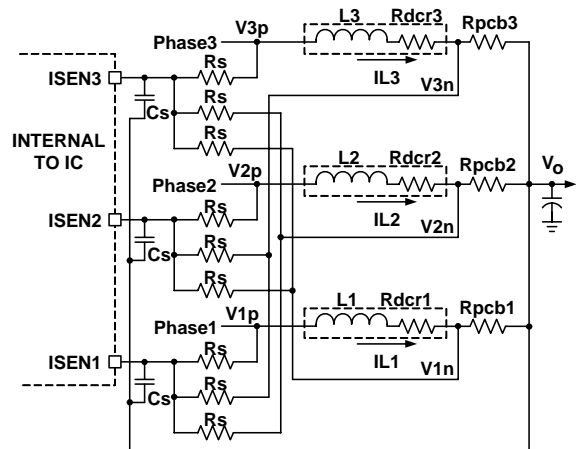 V3p
L3
Rdcr3
Rpcb3
Phase3
Rs
ISEN3
IL3
V3n
Rs
Cs
Rs
INTERNAL
TO IC
V2p
L2
Rdcr2
Rpcb2
Vo
Phase2
Rs
ISEN2
IL2
V2n
Rs
Cs
Rs
V1p
L1
Rdcr1
Rpcb1
Phase1
Rs
ISEN1
IL1
V1n
Rs
Cs
Rs